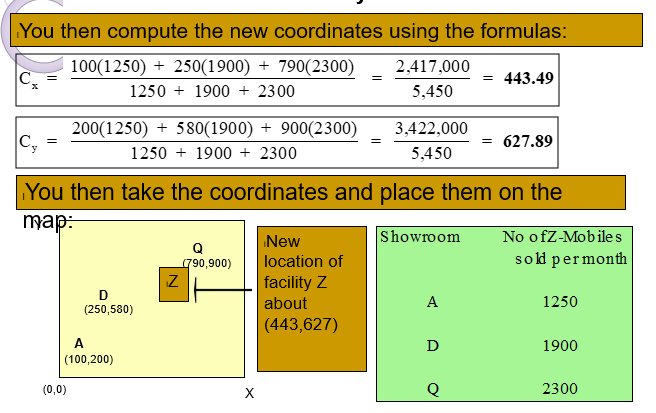 You then compute the new coordinates using the formulas:
Cx = 100(1250) + 250(1900) + 790(2300) / 1250 + 1900 + 2300 = 2,417,000 / 5,450 = 443.49
Cy = 200(1250) + 580(1900) + 900(2300) / 1250 + 1900 + 2300 = 3,422,000 / 5,450 = 627.89
You then take the coordinates and place them on the
map:
Y
Q
(790,900)
Z
D
(250,580)
A
(100,200)
(0,0)
X
New
location of
facility Z
about
(443,627)
Showroom No of Z-Mobiles
sold per month
A 1250
D 1900
Q 2300